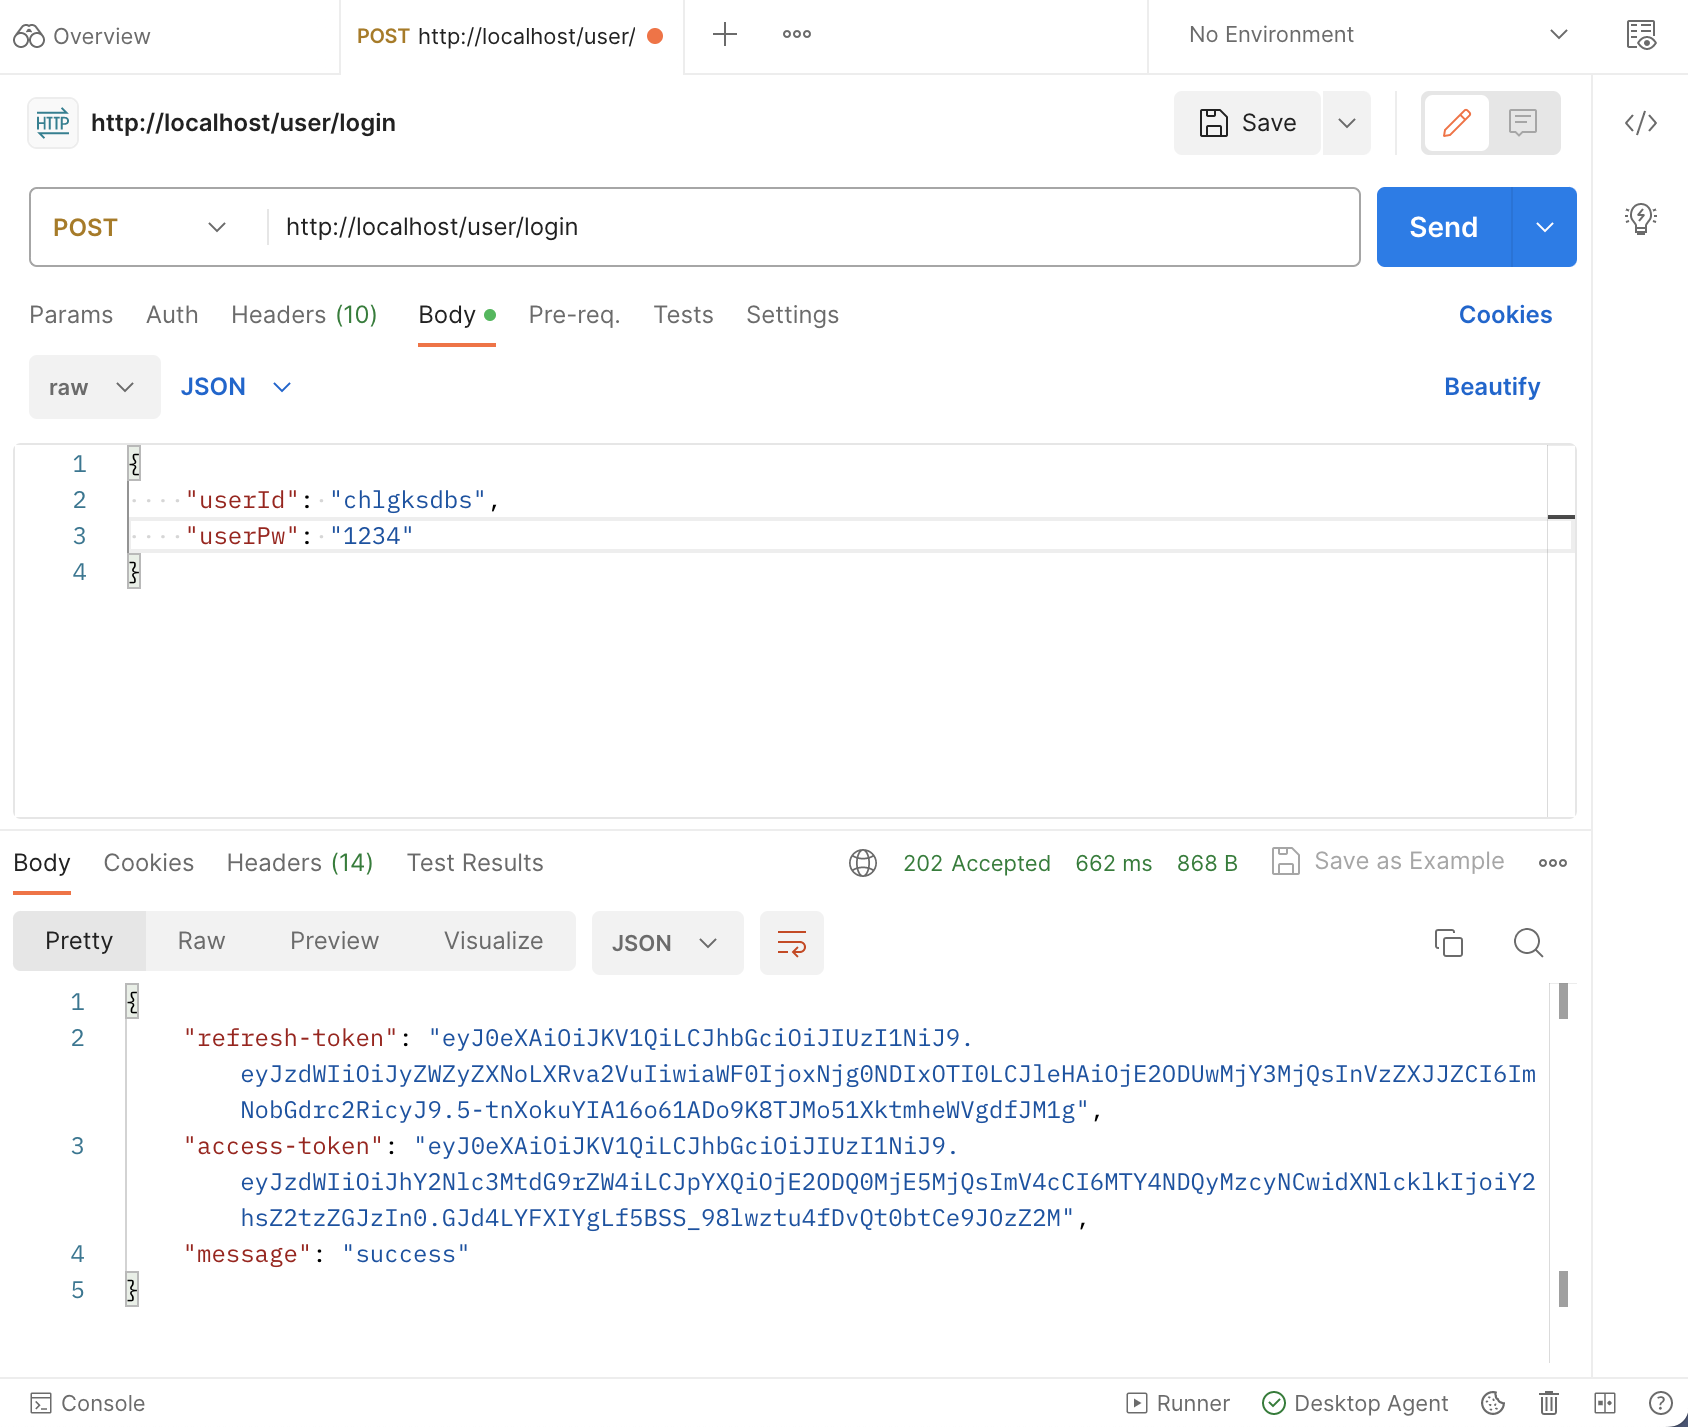 Overview
POST http://localhost/user/
No Environment
HTTP http://localhost/user/login
Save
POST http://localhost/user/login
Send
Params Auth Headers (10) Body Pre-req. Tests Settings Cookies
raw JSON Beautify
1 {
2 "userId": "chlgksdbs",
3 "userPw": "1234"
4 }
Body Cookies Headers (14) Test Results 202 Accepted 662 ms 868 B Save as Example
Pretty Raw Preview Visualize JSON
1 {
2 "refresh-token": "eyJ0eXAiOiJKV1QiLCJhbGciOiJIUzI1NiJ9.
eyJzdWIiOiJyZWZyZXNoLXRva2VuIiwiaWF0IjoxNjg0NDIxOTI0LCJleHAiOjE2ODUwMjY3MjQsInVzZXJJZCI6Im
NobGdrc2RicyJ9.5-tnXokuYIA16o61ADo9K8TJMo51XktmheWVgdfJM1g",
3 "access-token": "eyJ0eXAiOiJKV1QiLCJhbGciOiJIUzI1NiJ9.
eyJzdWIiOiJhY2Nlc3MtdG9rZW4iLCJpYXQiOjE2ODQ0MjE5MjQsImV4cCI6MTY4NDQyMzcyNCwidXNlcklkIjoiY2
hsZ2tzZGJzIn0.GJd4LYFXIYgLf5BSS_98lwztu4fDvQt0btCe9JOzZ2M",
4 "message": "success"
5 }
Console Runner Desktop Agent